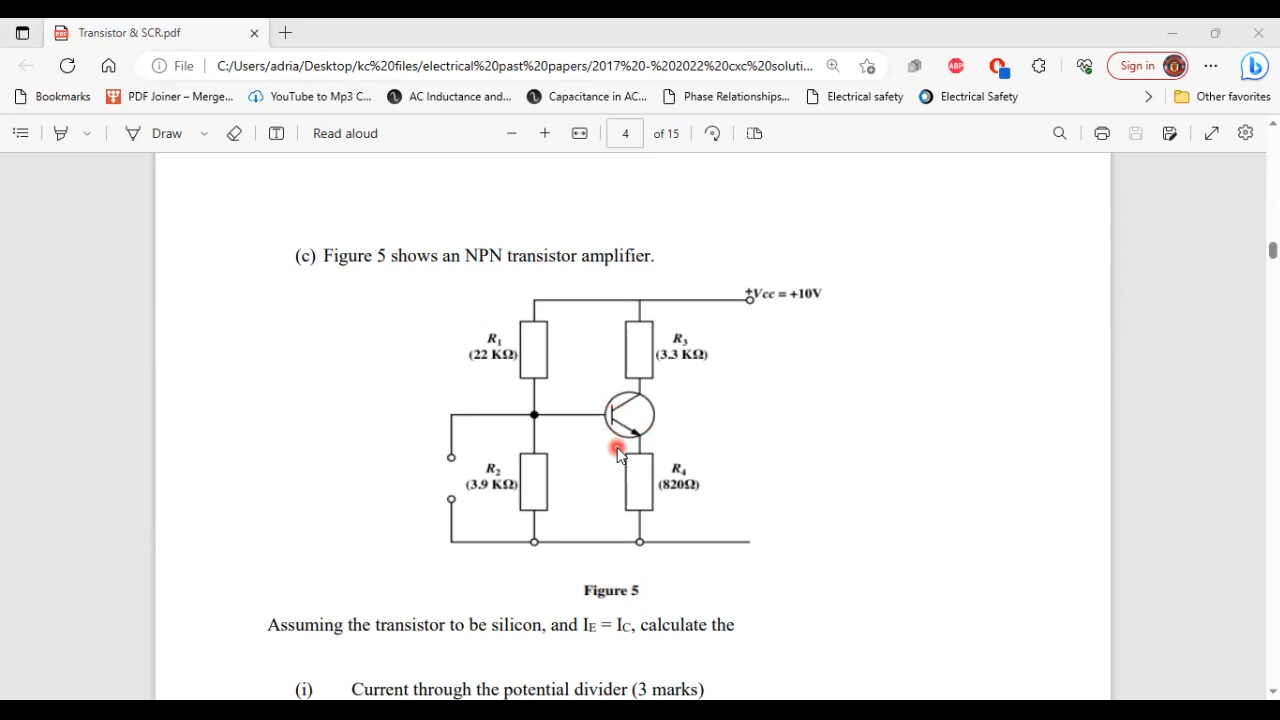 Transistor & SCR.pdf
File
C:/Users/adria/Desktop/kc%20files/electrical%20past%20papers/2017%20-%202022%20cxc%20soluti...
Sign in
Bookmarks
PDF Joiner – Merge...
YouTube to Mp3 C...
AC Inductance and...
Capacitance in AC...
Phase Relationships...
Electrical safety
Electrical Safety
Other favorites
Draw
Read aloud
4 of 15
(c) Figure 5 shows an NPN transistor amplifier.
+Vcc = +10V
R1
(22 KΩ)
R3
(3.3 KΩ)
R2
(3.9 KΩ)
R4
(820Ω)
Figure 5
Assuming the transistor to be silicon, and IE = IC, calculate the
(i) Current through the potential divider (3 marks)